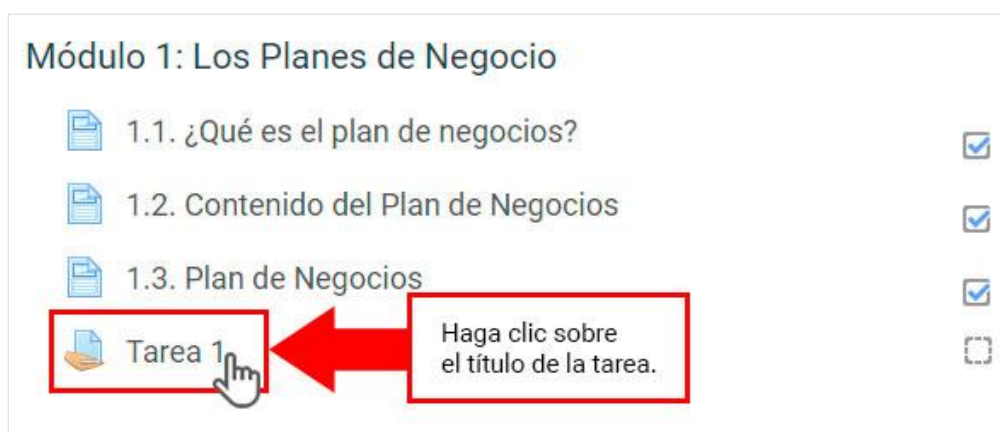 Módulo 1: Los Planes de Negocio
1.1. ¿Qué es el plan de negocios?
1.2. Contenido del Plan de Negocios
1.3. Plan de Negocios
Tarea 1
Haga clic sobre
el título de la tarea.